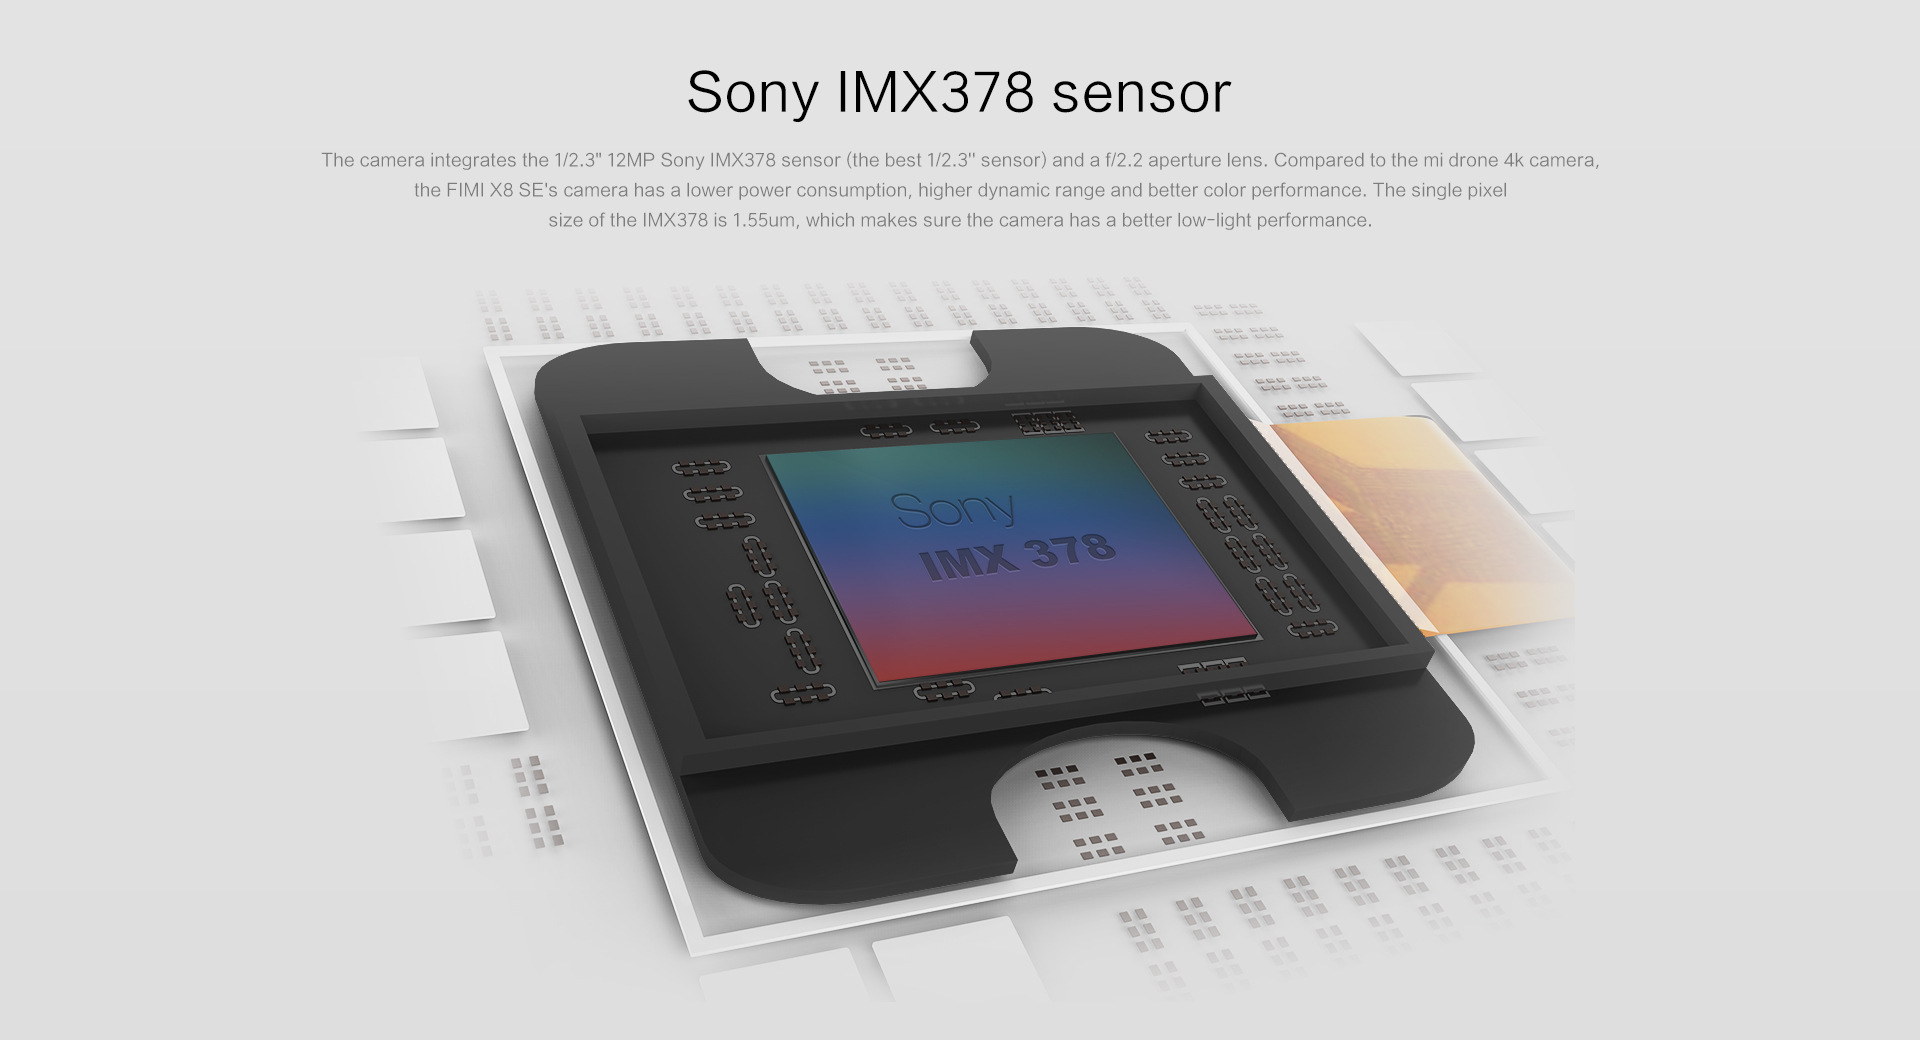 Sony IMX378 sensor
The camera integrates the 1/2.3" 12MP Sony IMX378 sensor (the best 1/2.3'' sensor) and a f/2.2 aperture lens. Compared to the mi drone 4k camera,
the FIMI X8 SE's camera has a lower power consumption, higher dynamic range and better color performance. The single pixel
size of the IMX378 is 1.55um, which makes sure the camera has a better low-light performance.
Sony
IMX 378